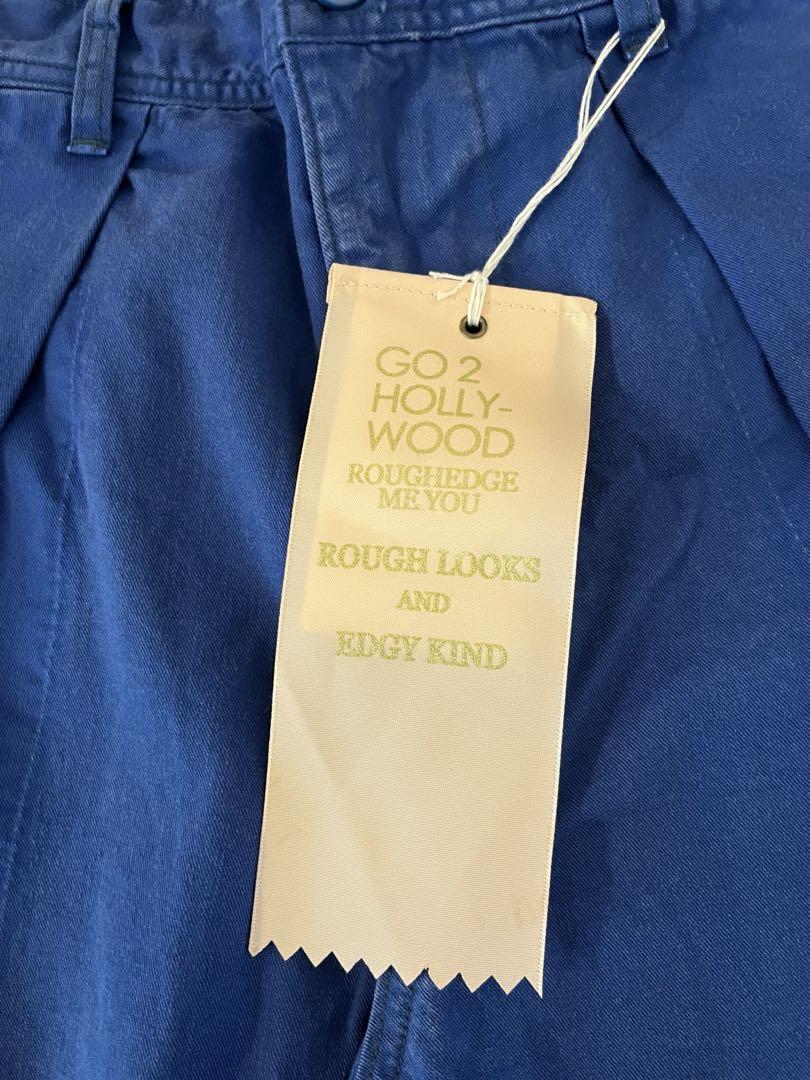 GO 2
HOLLY-
WOOD
ROUGHEDGE
ME.YOU
ROUGH LOOKS
AND
EDGY KIND